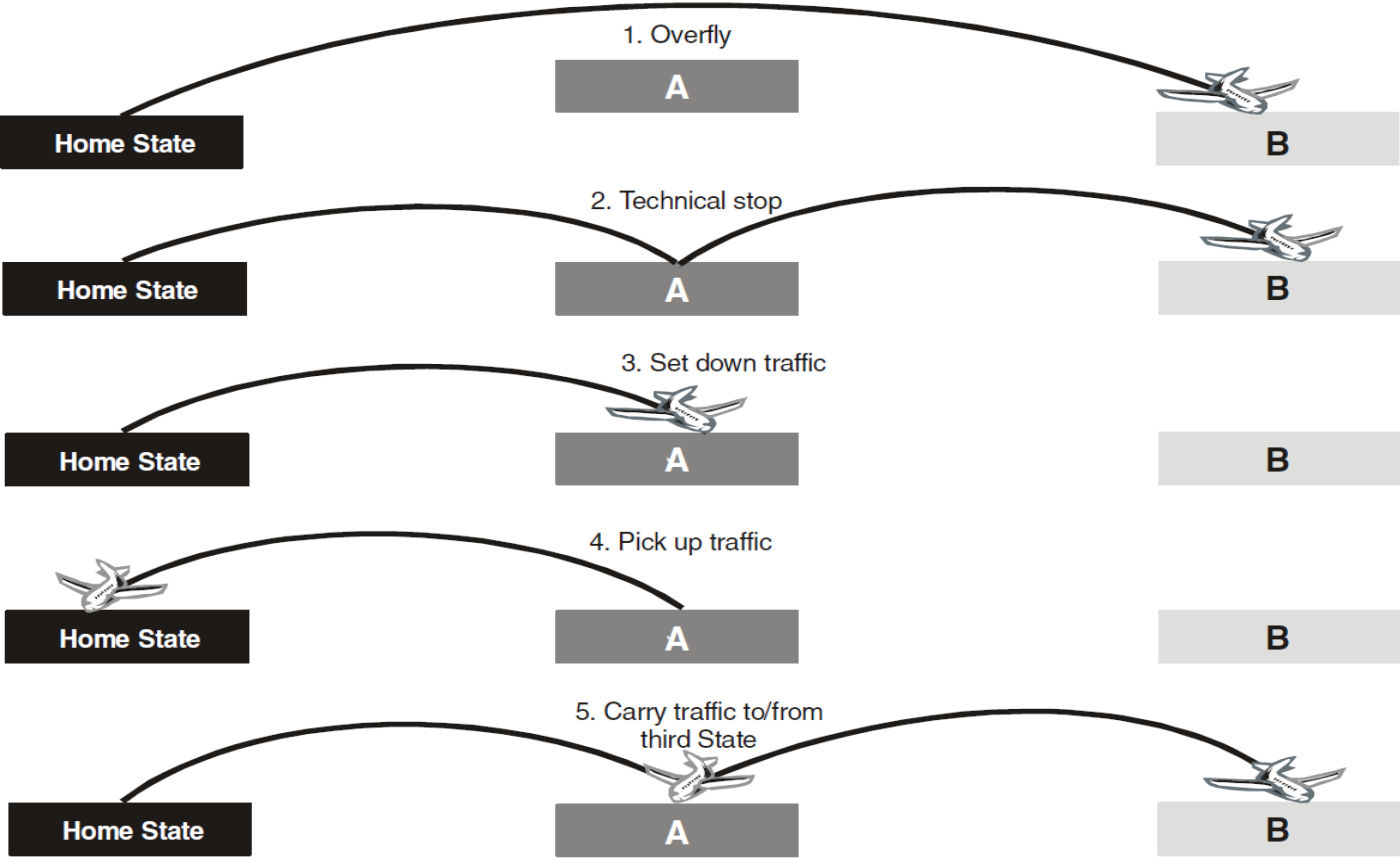 1. Overfly
A
Home State
B
2. Technical stop
Home State
A
B
3. Set down traffic
Home State
A
B
4. Pick up traffic
Home State
A
B
5. Carry traffic to/from
third State
Home State
A
B